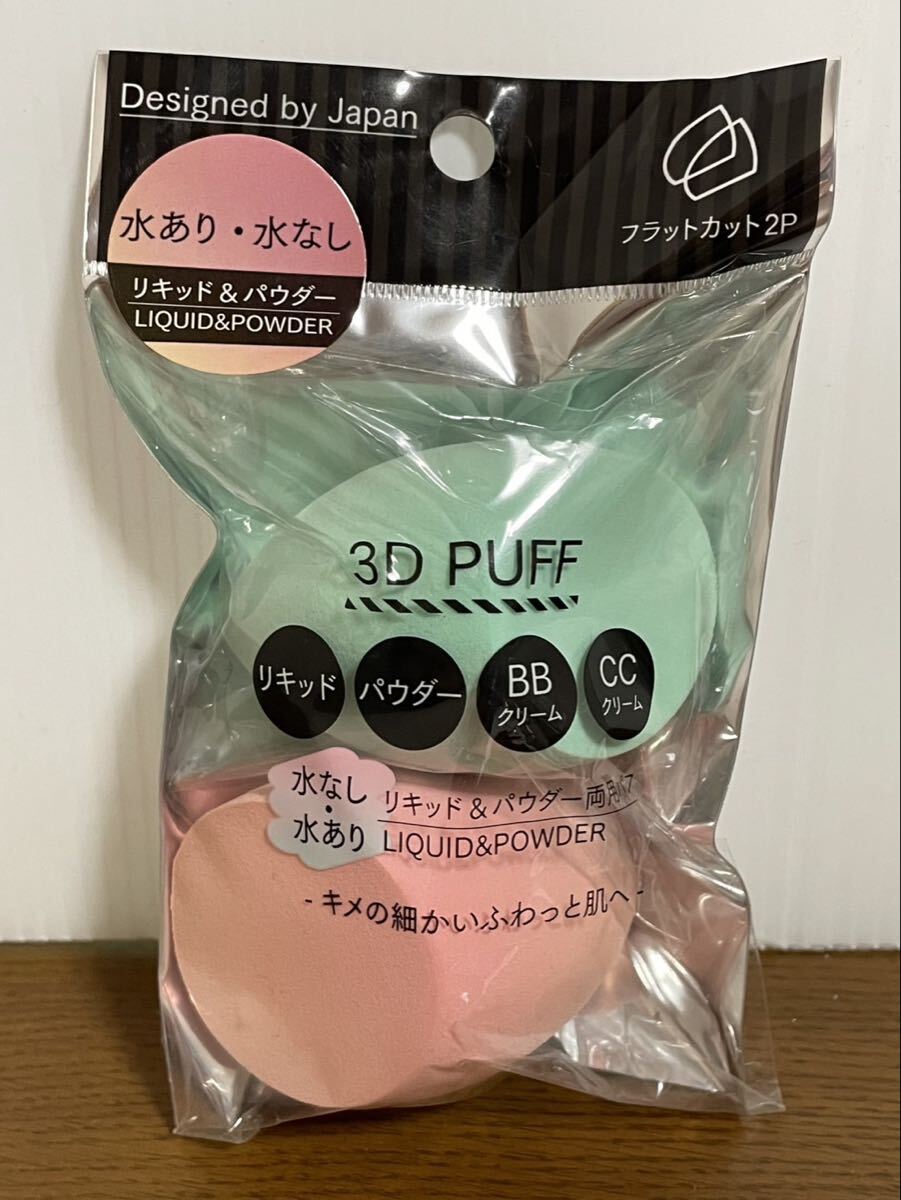 Designed by Japan
水あり・水なし
リキッド＆パウダー
LIQUID&POWDER
フラットカット2P
3D PUFF
リキッド
パウダー
BB
クリーム
CC
クリーム
水なし
・
水あり
リキッド＆パウダー両用パフ
LIQUID&POWDER
-キメの細かいふわっと肌へ-